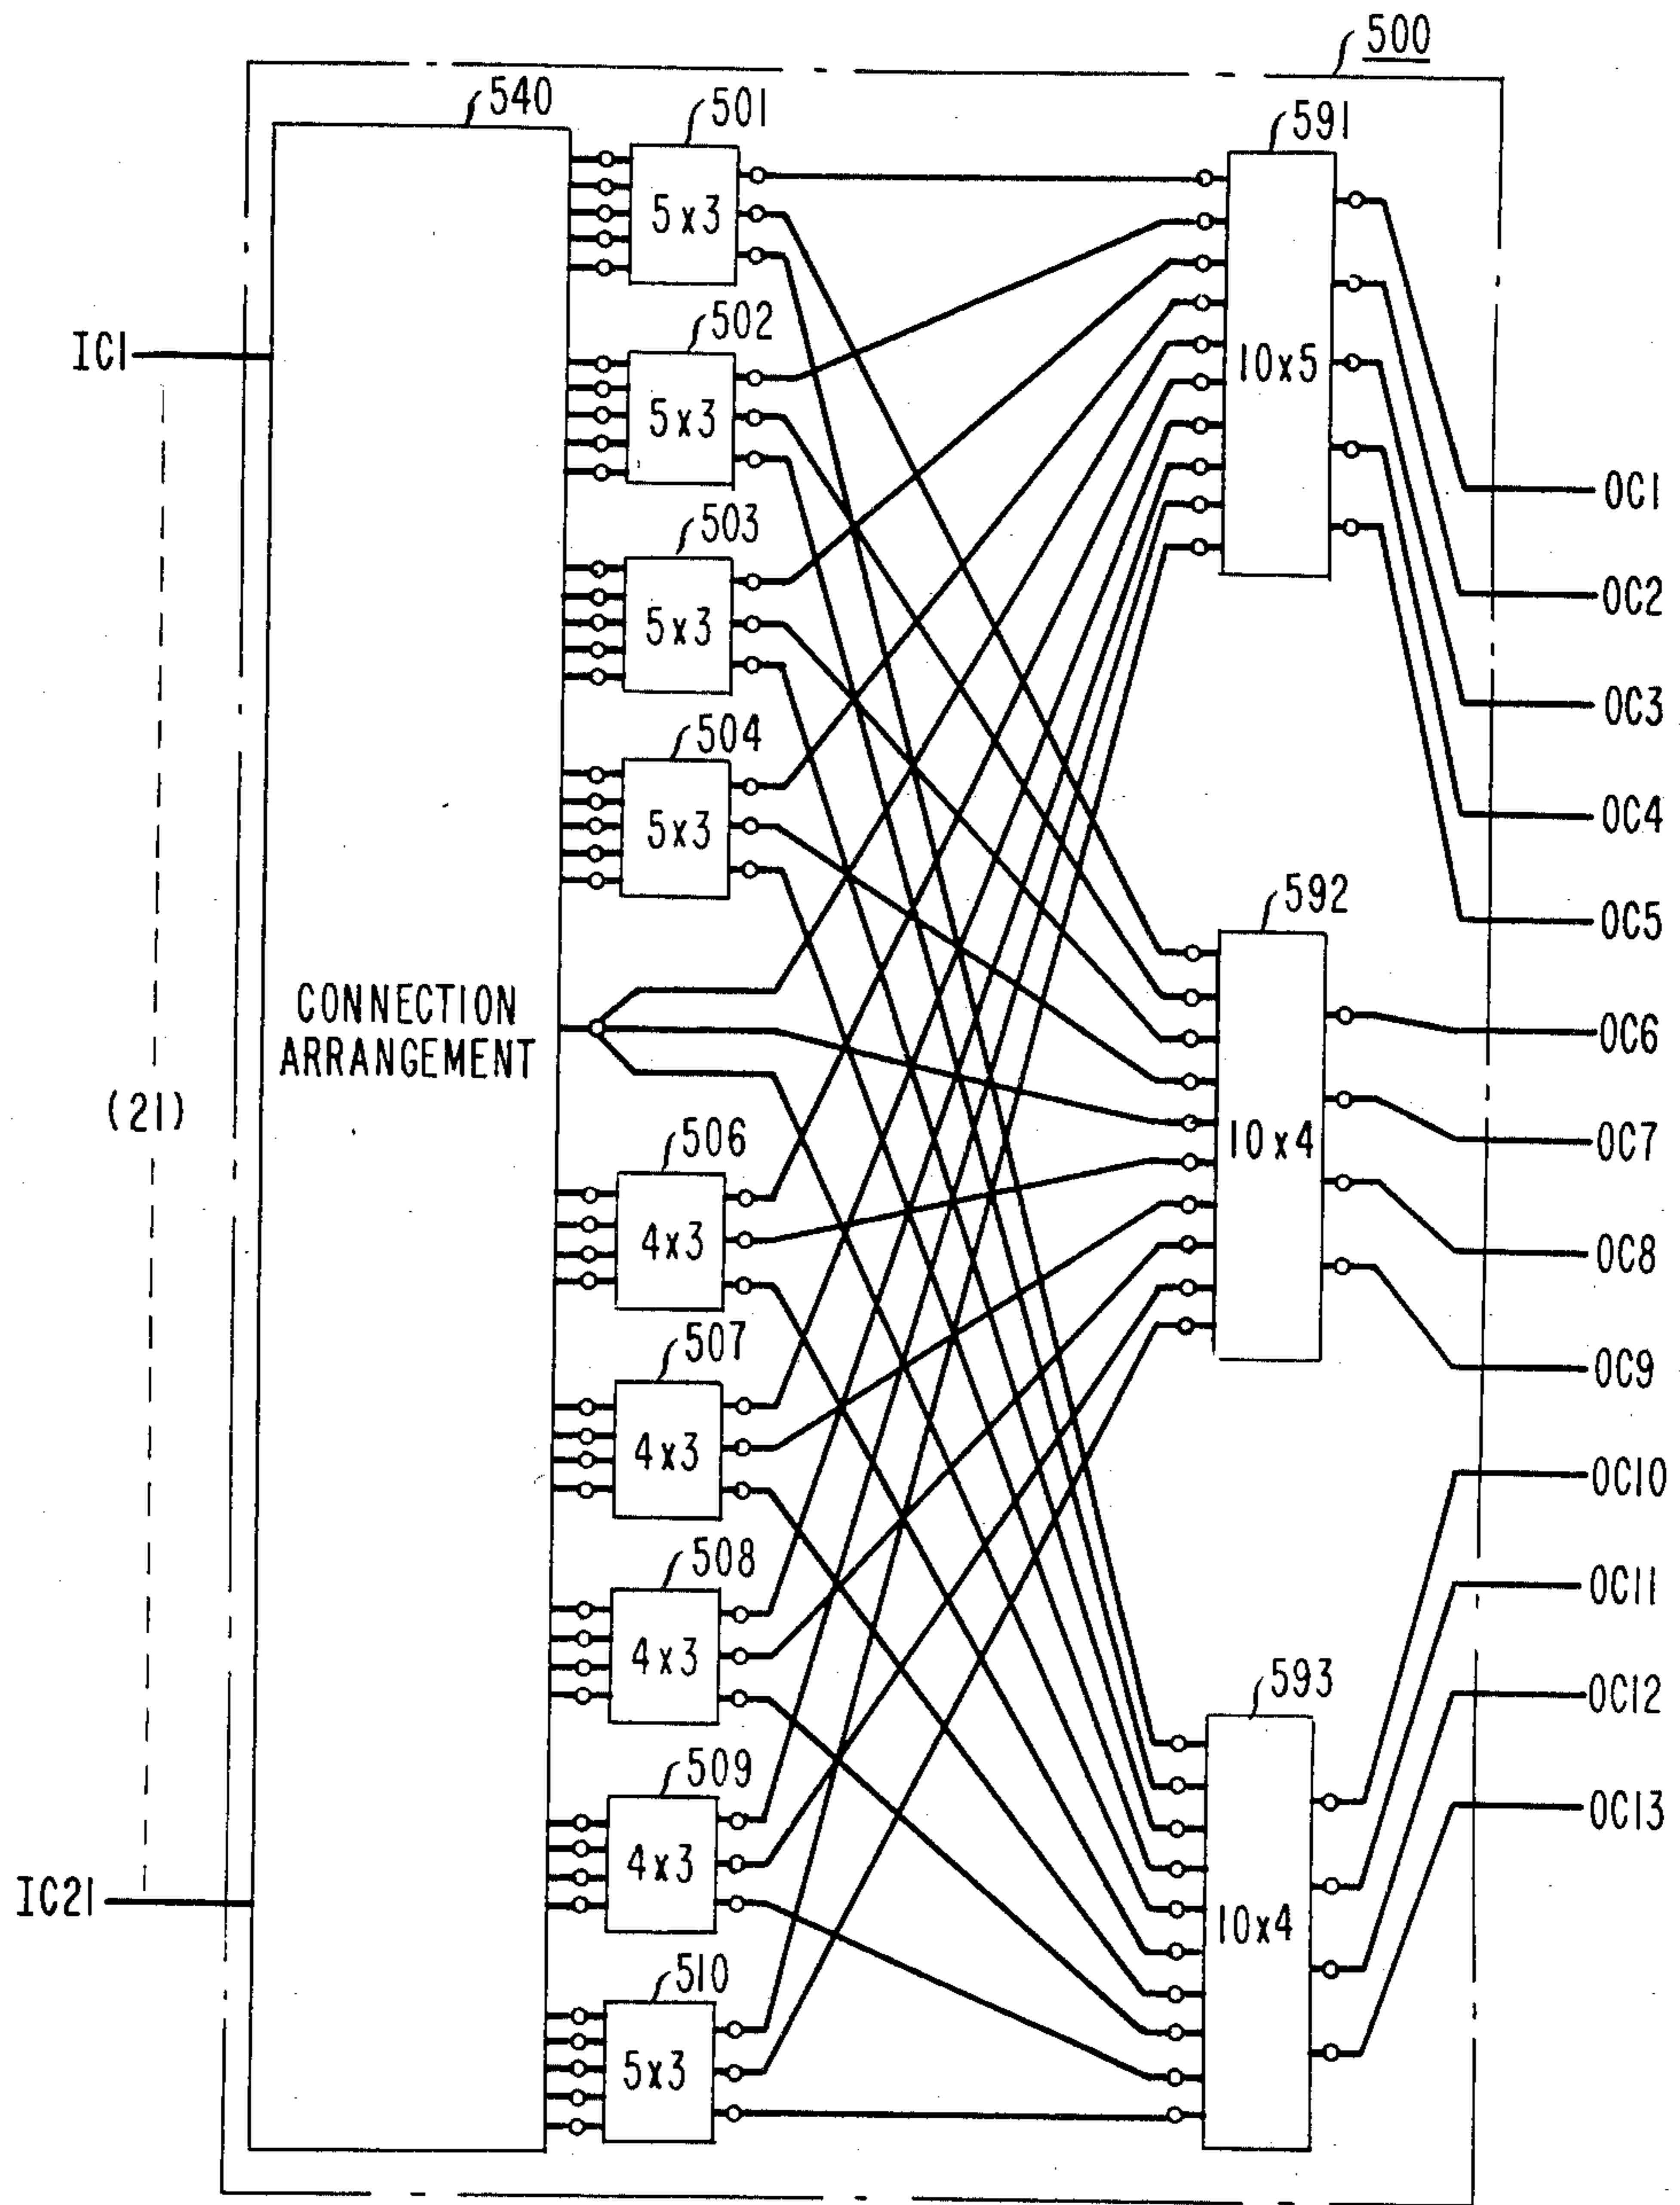 500
540
501
5x3
591
10x5
IC1
502
5x3
503
5x3
OC1
OC2
OC3
504
5x3
OC4
OC5
592
10x4
CONNECTION
ARRANGEMENT
(21)
OC6
OC7
506
4x3
OC8
507
4x3
OC9
OC10
508
4x3
OC11
593
10x4
OC12
509
4x3
OC13
IC21
510
5x3